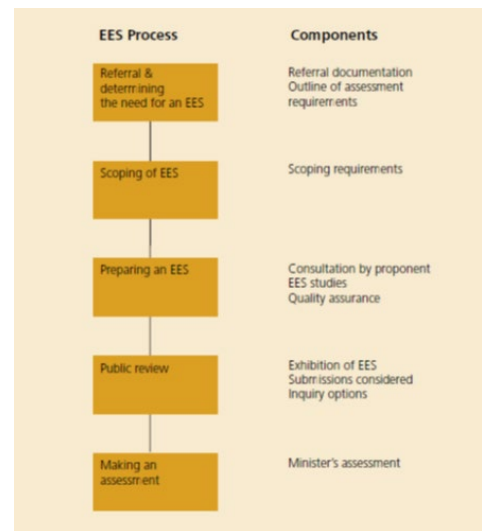 EES Process
Components
Referral &
determining
the need for an EES
Referral documentation
Outline of assessment
requirements
Scoping of EES
Scoping requirements
Preparing an EES
Consultation by proponent
EES studies
Quality assurance
Public review
Exhibition of EES
Submissions considered
Inquiry options
Making an
assessment
Minister's assessment